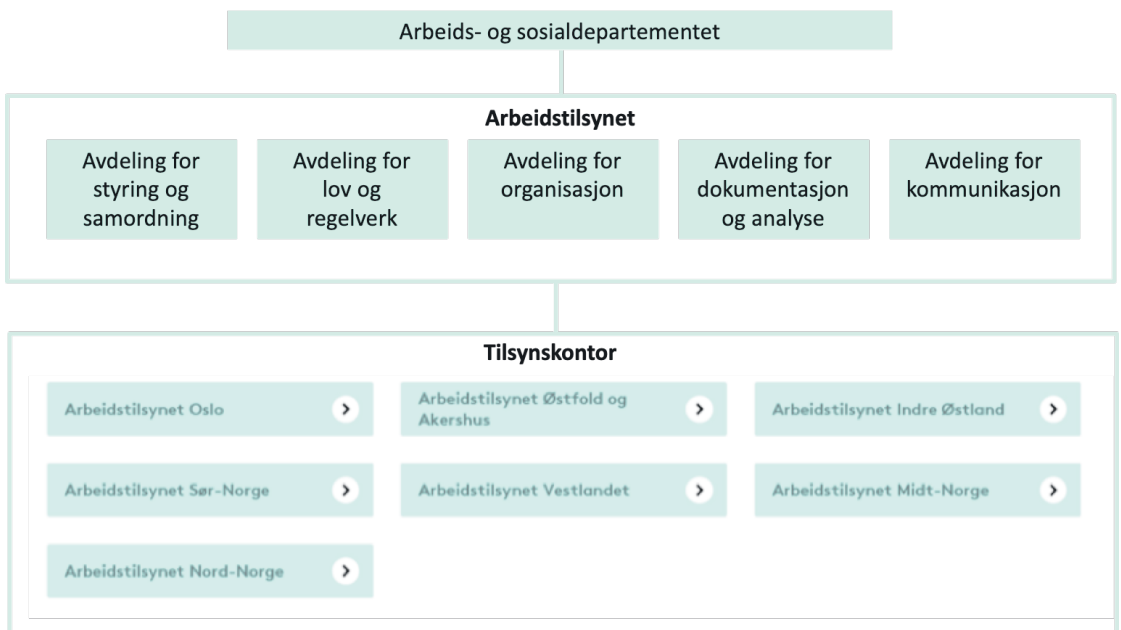 Arbeids- og sosialdepartementet
Arbeidstilsynet
Avdeling for
styring og
samordning
Avdeling for
lov og
regelverk
Avdeling for
organisasjon
Avdeling for
dokumentasjon
og analyse
Avdeling for
kommunikasjon
Tilsynskontor
Arbeidstilsynet Oslo
Arbeidstilsynet Østfold og
Akershus
Arbeidstilsynet Indre Østland
Arbeidstilsynet Sør-Norge
Arbeidstilsynet Vestlandet
Arbeidstilsynet Midt-Norge
Arbeidstilsynet Nord-Norge